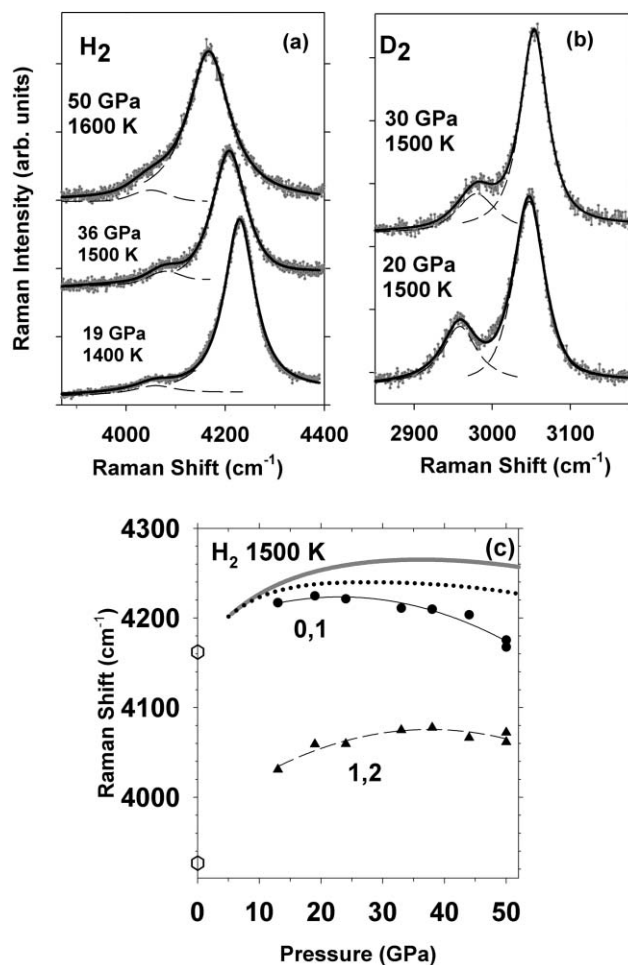 H2
(a)
50 GPa
1600 K
36 GPa
1500 K
19 GPa
1400 K
Raman Intensity (arb. units)
4000 4200 4400
Raman Shift (cm-1)
D2
(b)
30 GPa
1500 K
20 GPa
1500 K
2900 3000 3100
Raman Shift (cm-1)
H2 1500 K
(c)
4300
4200
4100
4000
0,1
1,2
Raman Shift (cm-1)
0 10 20 30 40 50
Pressure (GPa)